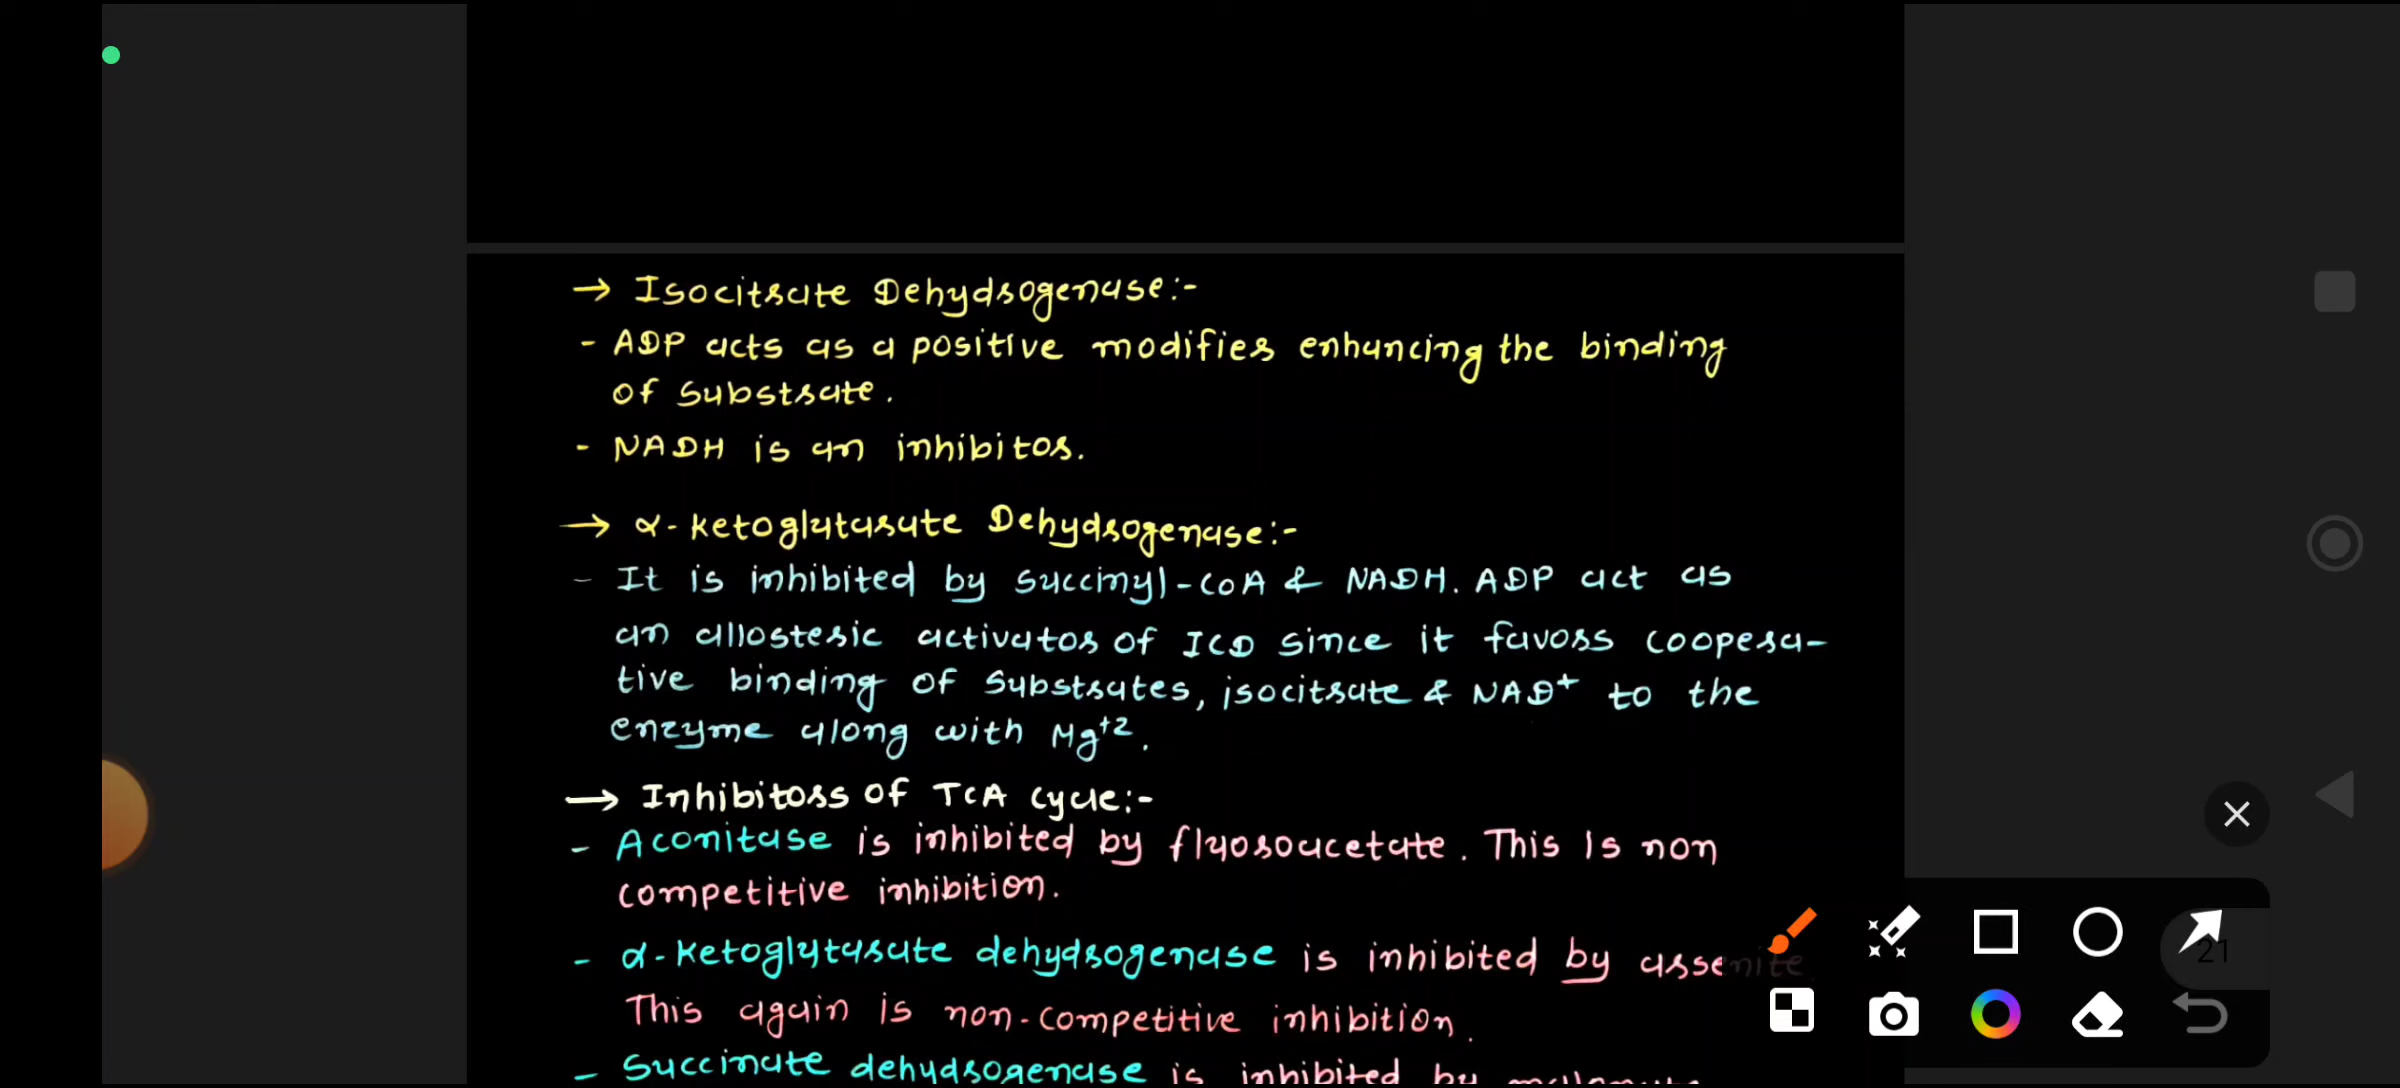 → Isocitrate Dehydrogenase:-
- ADP acts as a positive modifier enhancing the binding
of substrate.
- NADH is an inhibitor.
→ α-ketoglutarate Dehydrogenase:-
- It is inhibited by succinyl-CoA & NADH. ADP act as
an allosteric activator of ICD since it favors coopera-
tive binding of substrates, isocitrate & NAD+ to the
enzyme along with Mg+2.
→ Inhibitors of TCA cycle:-
- Aconitase is inhibited by fluoroacetate. This is non
competitive inhibition.
- α-ketoglutarate dehydrogenase is inhibited by arsenite
This again is non-competitive inhibition.
- Succinate dehydrogenase is inhibited by malonate
21